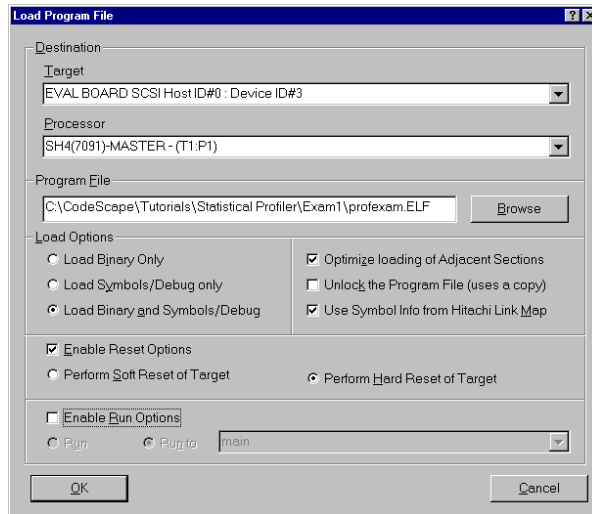 Load Program File
Destination
Target
EVAL BOARD SCSI Host ID#0 : Device ID#3
Processor
SH4(7091)-MASTER - (T1:P1)
Program File
C:\CodeScape\Tutorials\Statistical Profiler\Exam1\profexam.ELF
Browse
Load Options
Load Binary Only
Optimize loading of Adjacent Sections
Load Symbols/Debug only
Unlock the Program File (uses a copy)
Load Binary and Symbols/Debug
Use Symbol Info from Hitachi Link Map
Enable Reset Options
Perform Soft Reset of Target
Perform Hard Reset of Target
Enable Run Options
Run
Run to
main
OK
Cancel